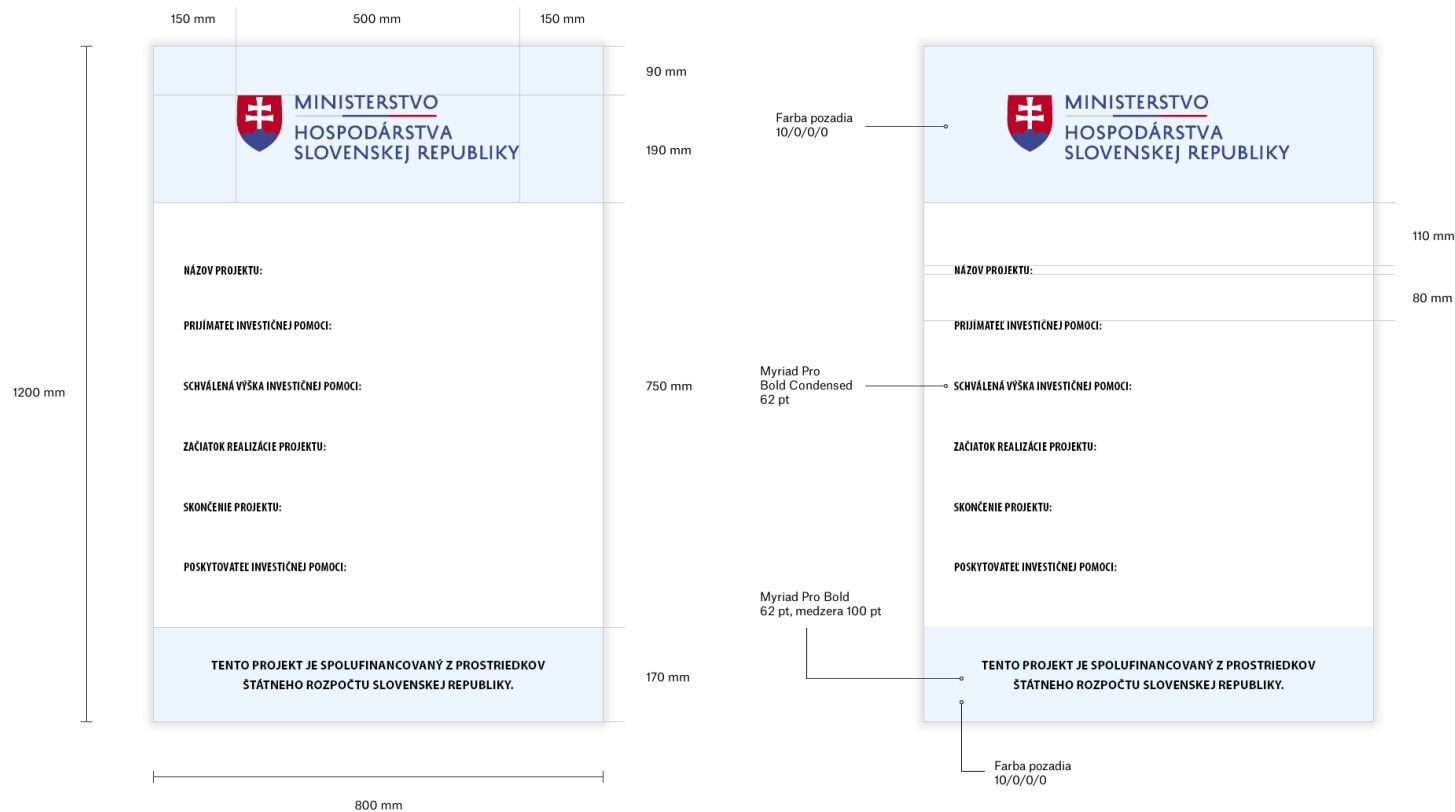 150 mm
500 mm
150 mm
90 mm
MINISTERSTVO
HOSPODÁRSTVA
SLOVENSKEJ REPUBLIKY
190 mm
NÁZOV PROJEKTU:
PRIJÍMATEĽ INVESTIČNEJ POMOCI:
SCHVÁLENÁ VÝŠKA INVESTIČNEJ POMOCI:
750 mm
1200 mm
ZAČIATOK REALIZÁCIE PROJEKTU:
SKONČENIE PROJEKTU:
POSKYTOVATEĽ INVESTIČNEJ POMOCI:
TENTO PROJEKT JE SPOLUFINANCOVANÝ Z PROSTRIEDKOV
ŠTÁTNEHO ROZPOČTU SLOVENSKEJ REPUBLIKY.
170 mm
800 mm
MINISTERSTVO
HOSPODÁRSTVA
SLOVENSKEJ REPUBLIKY
Farba pozadia
10/0/0/0
110 mm
NÁZOV PROJEKTU:
80 mm
PRIJÍMATEĽ INVESTIČNEJ POMOCI:
Myriad Pro
Bold Condensed
62 pt
SCHVÁLENÁ VÝŠKA INVESTIČNEJ POMOCI:
ZAČIATOK REALIZÁCIE PROJEKTU:
SKONČENIE PROJEKTU:
POSKYTOVATEĽ INVESTIČNEJ POMOCI:
Myriad Pro Bold
62 pt, medzera 100 pt
TENTO PROJEKT JE SPOLUFINANCOVANÝ Z PROSTRIEDKOV
ŠTÁTNEHO ROZPOČTU SLOVENSKEJ REPUBLIKY.
Farba pozadia
10/0/0/0